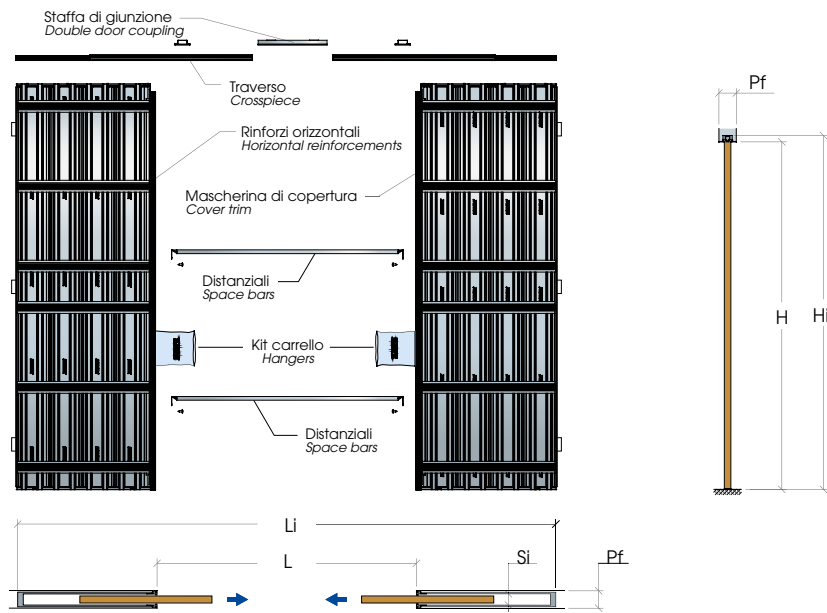 Staffa di giunzione
Double door coupling
Traverso
Crosspiece
Pf
Rinforzi orizzontali
Horizontal reinforcements
Mascherina di copertura
Cover trim
Distanziali
Space bars
H
Hi
Kit carrello
Hangers
Distanziali
Space bars
Li
L
Si
Pf